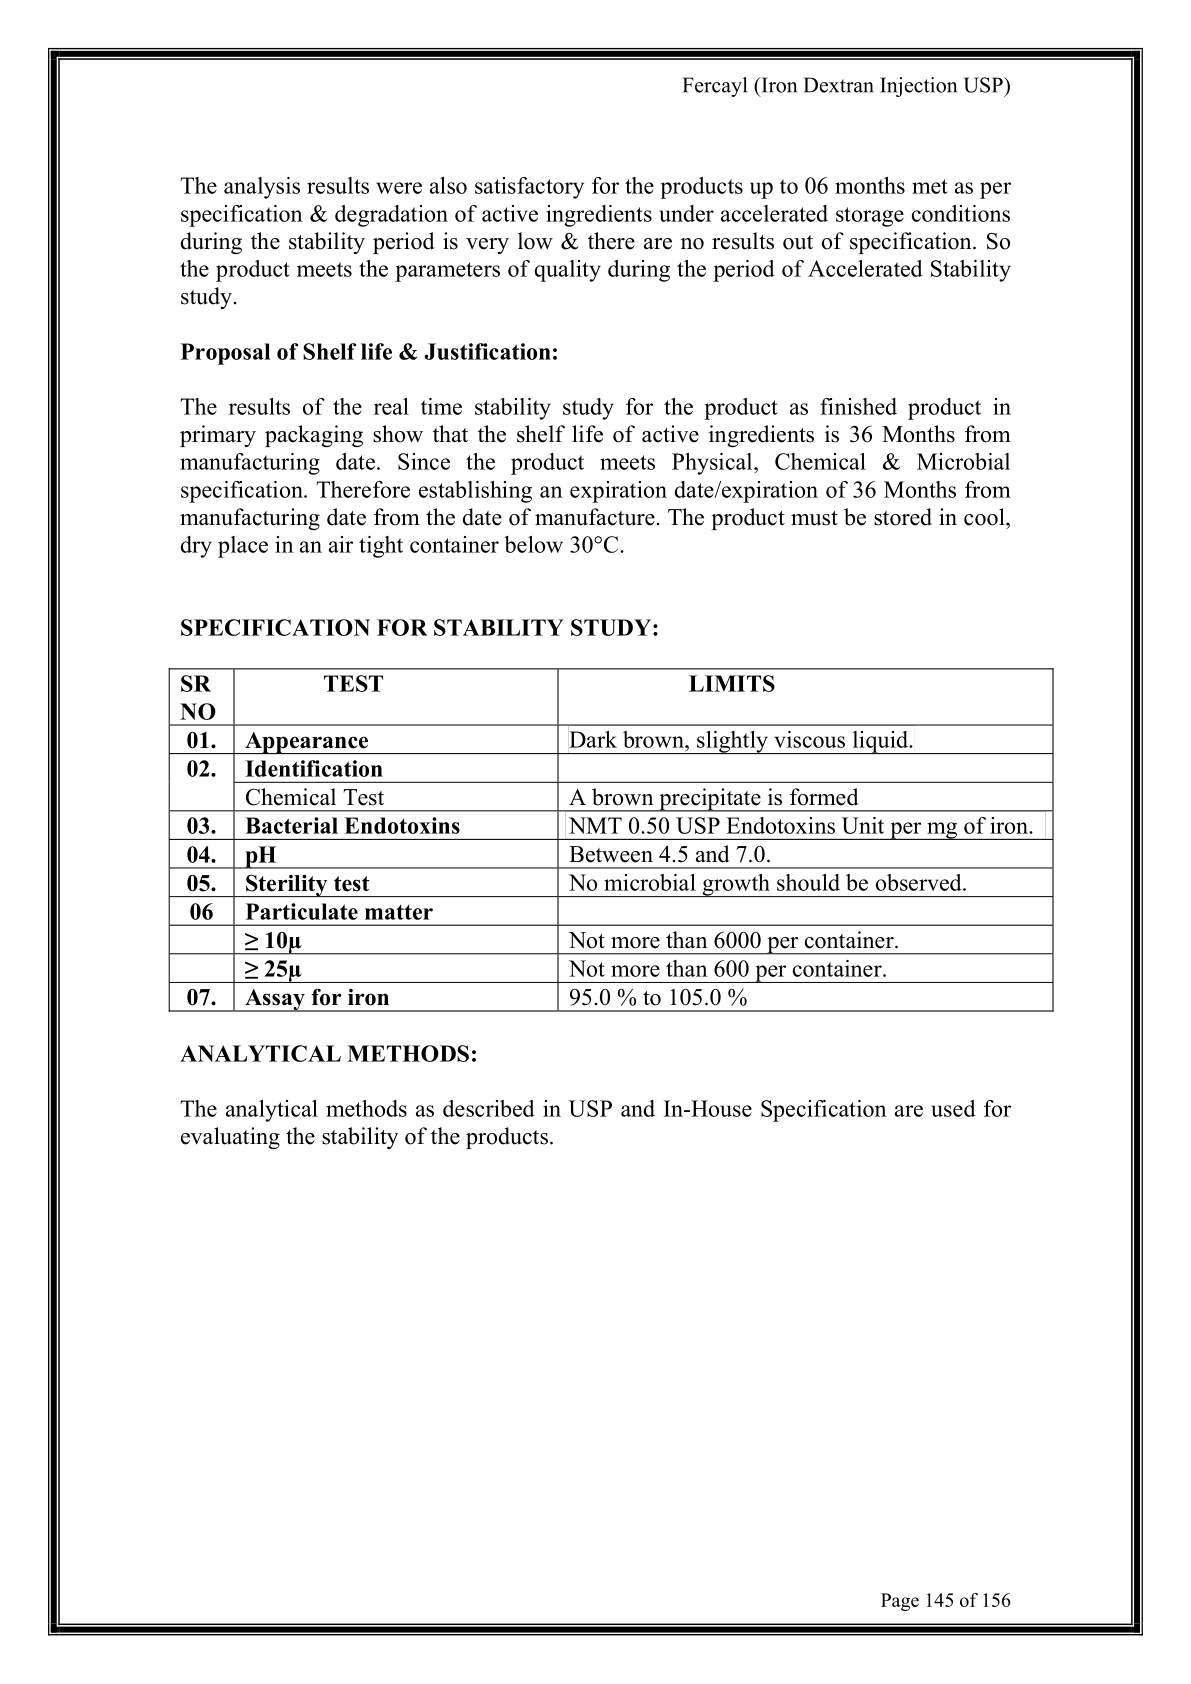 Fercayl (Iron Dextran Injection USP)
The analysis results were also satisfactory for the products up to 06 months met as per
specification & degradation of active ingredients under accelerated storage conditions
during the stability period is very low & there are no results out of specification. So
the product meets the parameters of quality during the period of Accelerated Stability
study.
Proposal of Shelf life & Justification:
The results of the real time stability study for the product as finished product in
primary packaging show that the shelf life of active ingredients is 36 Months from
manufacturing date. Since the product meets Physical, Chemical & Microbial
specification. Therefore establishing an expiration date/expiration of 36 Months from
manufacturing date from the date of manufacture. The product must be stored in cool,
dry place in an air tight container below 30°C.
SPECIFICATION FOR STABILITY STUDY:
SR NO TEST LIMITS
01. Appearance Dark brown, slightly viscous liquid.
02. Identification
Chemical Test A brown precipitate is formed
03. Bacterial Endotoxins NMT 0.50 USP Endotoxins Unit per mg of iron.
04. pH Between 4.5 and 7.0.
05. Sterility test No microbial growth should be observed.
06 Particulate matter
≥ 10µ Not more than 6000 per container.
≥ 25µ Not more than 600 per container.
07. Assay for iron 95.0 % to 105.0 %
ANALYTICAL METHODS:
The analytical methods as described in USP and In-House Specification are used for
evaluating the stability of the products.
Page 145 of 156